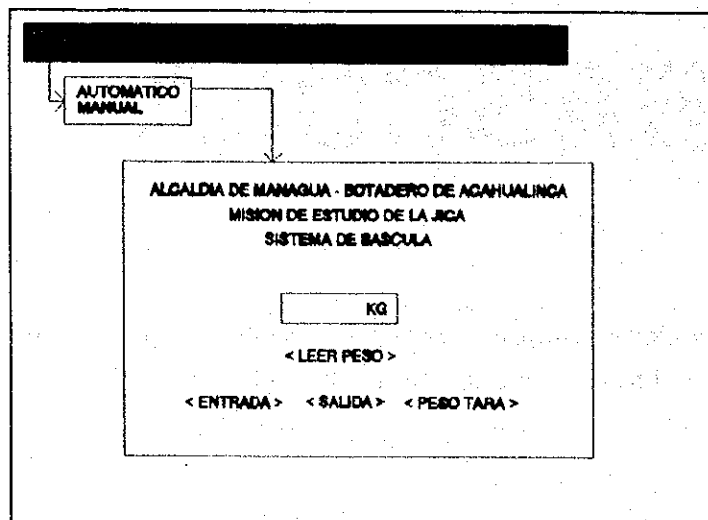 AUTOMATICO
MANUAL
ALCALDIA DE MANAGUA - BOTADERO DE ACAHUALINCA
MISION DE ESTUDIO DE LA JICA
SISTEMA DE BASCULA
KG
< LEER PESO >
< ENTRADA > < SALIDA > < PESO TARA >